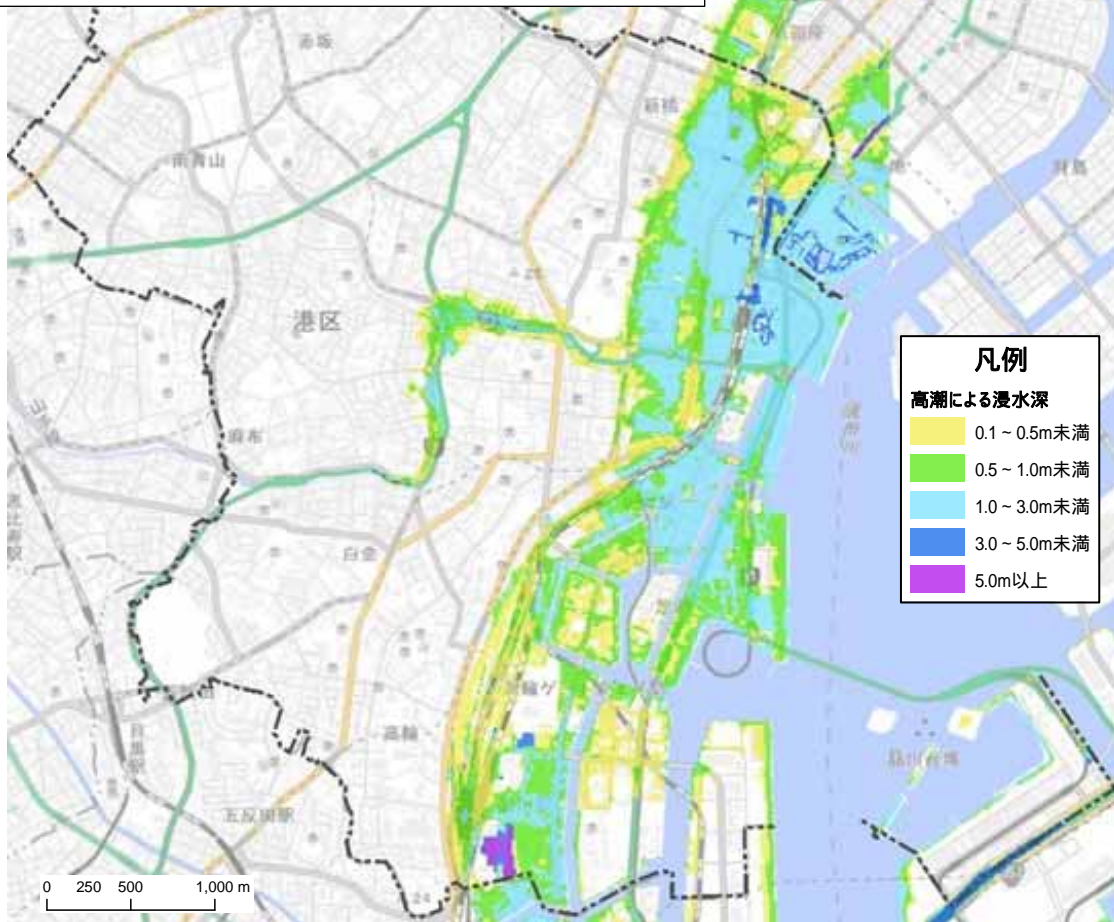 赤坂
新橋
南青山
港区
麻布
白金
高輪
五反田駅
目黒駅
品川台場
月島
凡例
高潮による浸水深
0.1～0.5m未満
0.5～1.0m未満
1.0～3.0m未満
3.0～5.0m未満
5.0m以上
0 250 500 1,000 m